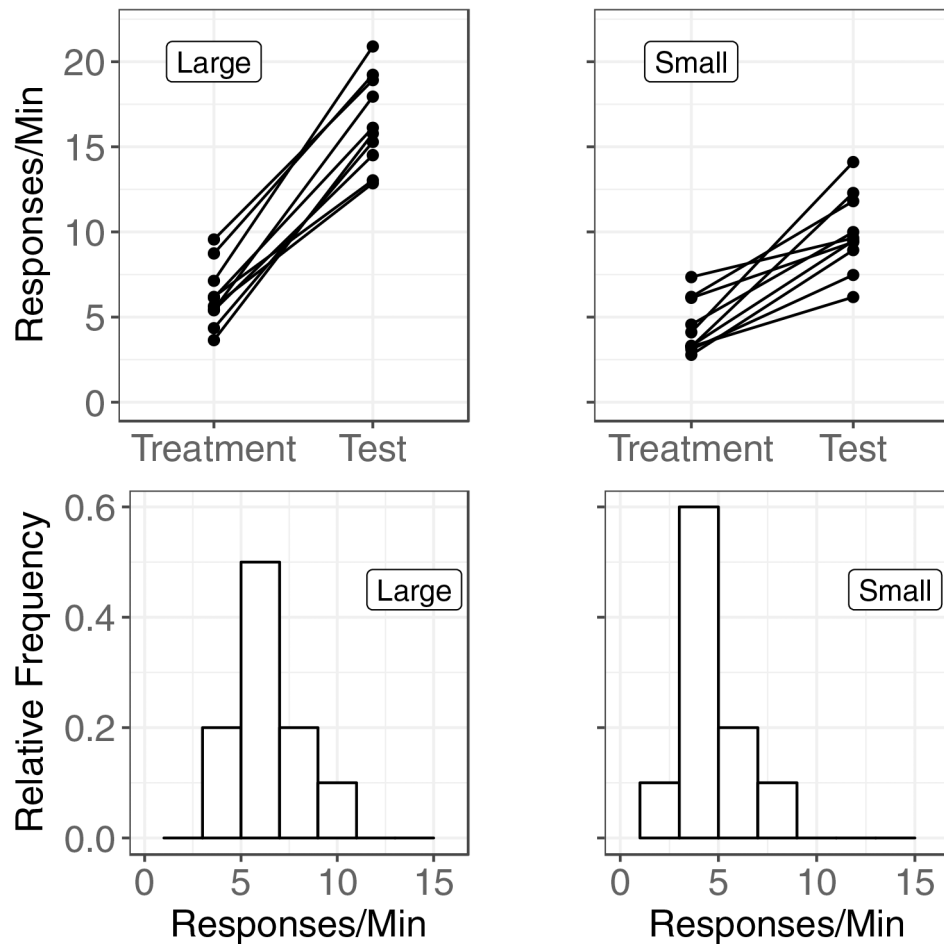 Responses/Min
20
15
10
5
0
Large
Treatment Test
Small
Treatment Test
Relative Frequency
0.6
0.4
0.2
0.0
Large
0 5 10 15
Responses/Min
Small
0 5 10 15
Responses/Min